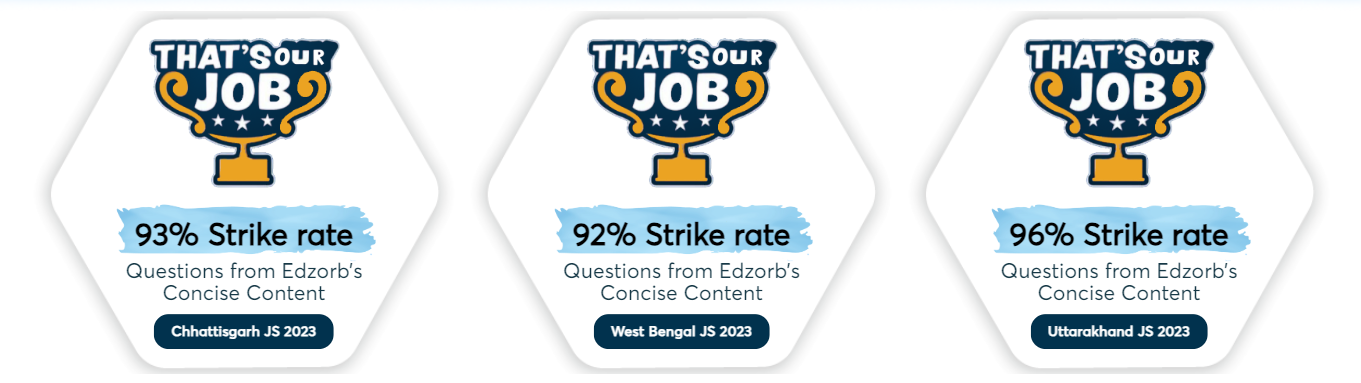 THAT'S OUR
JOB
93% Strike rate
Questions from Edzorb's
Concise Content
Chhattisgarh JS 2023
THAT'S OUR
JOB
92% Strike rate
Questions from Edzorb's
Concise Content
West Bengal JS 2023
THAT'S OUR
JOB
96% Strike rate
Questions from Edzorb's
Concise Content
Uttarakhand JS 2023